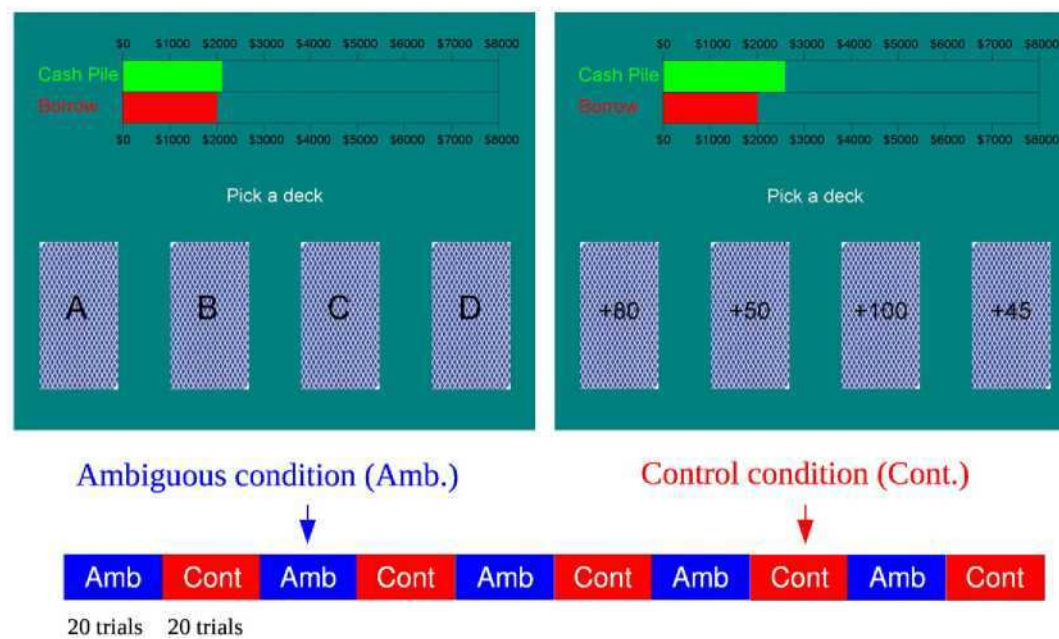 $0 $1000 $2000 $3000 $4000 $5000 $6000 $7000 $8000
Cash Pile
Borrow
$0 $1000 $2000 $3000 $4000 $5000 $6000 $7000 $8000
Pick a deck
A B C D
$0 $1000 $2000 $3000 $4000 $5000 $6000 $7000 $8000
Cash Pile
Borrow
$0 $1000 $2000 $3000 $4000 $5000 $6000 $7000 $8000
Pick a deck
+80 +50 +100 +45
Ambiguous condition (Amb.) Control condition (Cont.)
Amb Cont Amb Cont Amb Cont Amb Cont Amb Cont
20 trials 20 trials